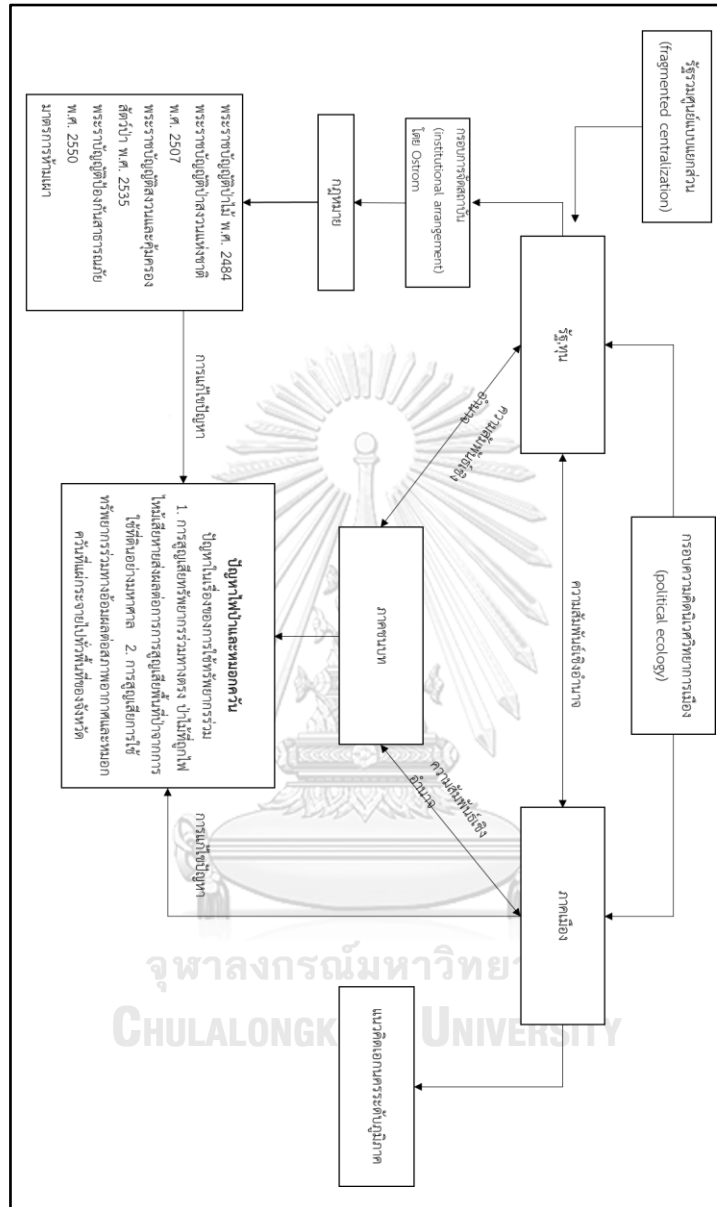 รัฐรวมศูนย์แบบแยกส่วน
(fragmented centralization)
กรอบความคิดนิเวศวิทยาการเมือง
(political ecology)
รัฐ,ทุน
ความสัมพันธ์เชิงอำนาจ
ภาคเมือง
กรอบการจัดสถาบัน
(institutional arrangement)
โดย Ostrom
ความสัมพันธ์เชิง
อำนาจ
ภาคชนบท
ความสัมพันธ์เชิง
อำนาจ
แนวคิดเอกนครระดับภูมิภาค
กฎหมาย
พระราชบัญญัติป่าไม้ พ.ศ. 2484
พระราชบัญญัติป่าสงวนแห่งชาติ
พ.ศ. 2507
พระราชบัญญัติสงวนและคุ้มครอง
สัตว์ป่า พ.ศ. 2535
พระราบัญญัติป้องกันสาธารณภัย
พ.ศ. 2550
มาตรการห้ามเผา
การแก้ไขปัญหา
ปัญหาไฟป่าและหมอกควัน
ปัญหาในเรื่องของการใช้ทรัพยากรร่วม
1. การสูญเสียทรัพยากรร่วมทางตรง ป่าไม้ที่ถูกไฟ
ไหม้เสียหายส่งผลต่อการการสูญเสียพื้นที่ป่าจากการ
ใช้ที่ดินอย่างมหาศาล 2. การสูญเสียการใช้
ทรัพยากรร่วมทางอ้อมผลต่อสภาพอากาศและหมอก
ควันที่แผ่กระจายไปทั่วพื้นที่ของจังหวัด
การแก้ไขปัญหา
จุฬาลงกรณ์มหาวิทยา
CHULALONGK UNIVERSITY